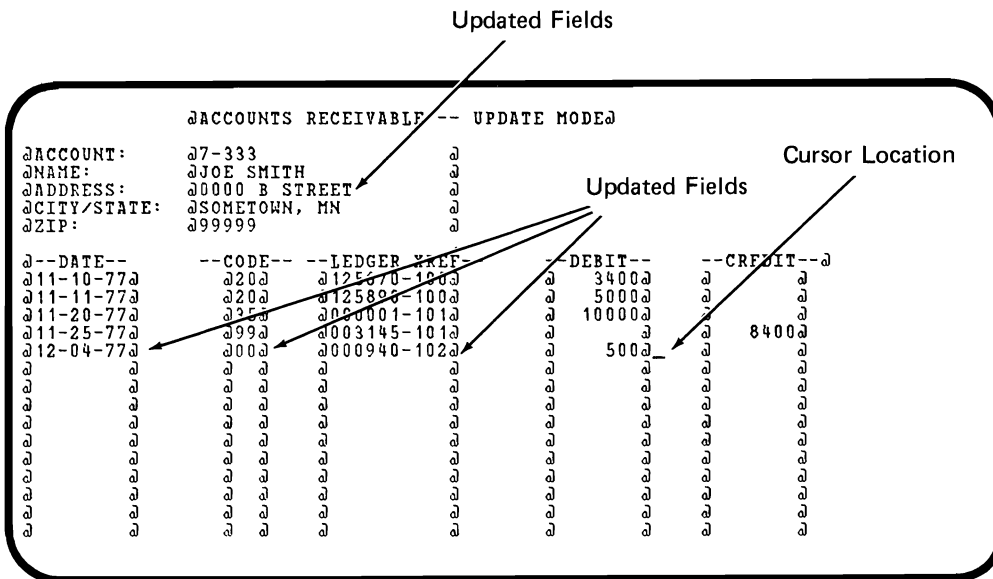 Updated Fields
∂ACCOUNTS RECEIVABLE -- UPDATE MODE∂
∂ACCOUNT: ∂7-333 ∂
∂NAME: ∂JOE SMITH ∂
∂ADDRESS: ∂0000 B STREET ∂
∂CITY/STATE: ∂SOMETOWN, MN ∂
∂ZIP: ∂99999 ∂
Cursor Location
Updated Fields
∂--DATE-- --CODE-- --LEDGER XREF-- --DEBIT-- --CREDIT--∂
∂11-10-77∂ ∂20∂ ∂ ∂ 3400∂ ∂ ∂
∂11-11-77∂ ∂20∂ ∂ ∂ 5000∂ ∂ ∂
∂11-20-77∂ ∂35∂ ∂ ∂ 10000∂ ∂ ∂
∂11-25-77∂ ∂99∂ ∂003145-101∂ ∂ ∂ ∂ 8400∂
∂12-04-77∂ ∂00∂ ∂000940-102∂ ∂ 500∂_ ∂ ∂
∂ ∂ ∂ ∂ ∂ ∂ ∂ ∂ ∂ ∂
∂ ∂ ∂ ∂ ∂ ∂ ∂ ∂ ∂ ∂
∂ ∂ ∂ ∂ ∂ ∂ ∂ ∂ ∂ ∂
∂ ∂ ∂ ∂ ∂ ∂ ∂ ∂ ∂ ∂
∂ ∂ ∂ ∂ ∂ ∂ ∂ ∂ ∂ ∂
∂ ∂ ∂ ∂ ∂ ∂ ∂ ∂ ∂ ∂
∂ ∂ ∂ ∂ ∂ ∂ ∂ ∂ ∂ ∂
∂ ∂ ∂ ∂ ∂ ∂ ∂ ∂ ∂ ∂
∂ ∂ ∂ ∂ ∂ ∂ ∂ ∂ ∂ ∂
∂ ∂ ∂ ∂ ∂ ∂ ∂ ∂ ∂ ∂